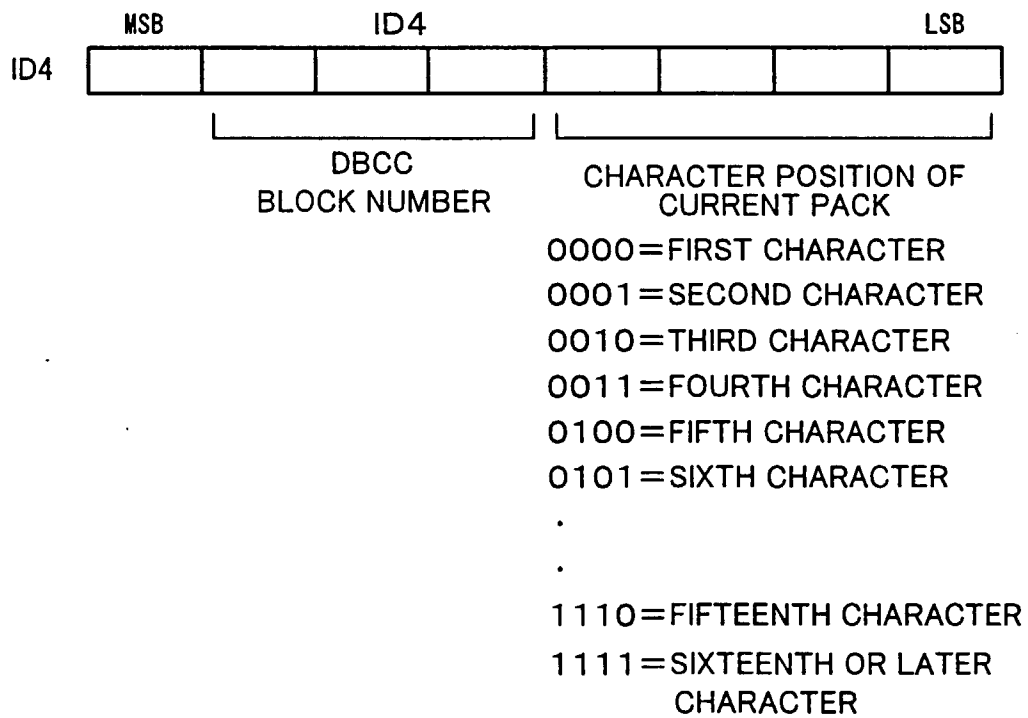 MSB ID4 LSB
ID4
DBCC
BLOCK NUMBER
CHARACTER POSITION OF
CURRENT PACK
0000=FIRST CHARACTER
0001=SECOND CHARACTER
0010=THIRD CHARACTER
0011=FOURTH CHARACTER
0100=FIFTH CHARACTER
0101=SIXTH CHARACTER
.
.
1110=FIFTEENTH CHARACTER
1111=SIXTEENTH OR LATER
CHARACTER